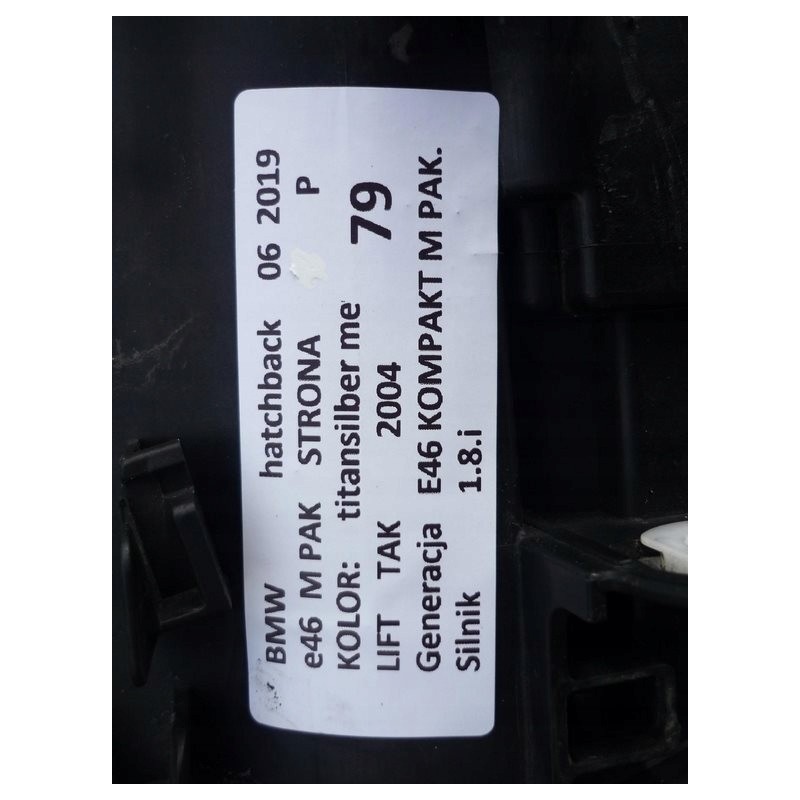 BMW hatchback 06 2019
e46 M PAK STRONA P
KOLOR: titansilber me
79
LIFT TAK 2004
Generacja E46 KOMPAKT M PAK.
Silnik 1.8.i